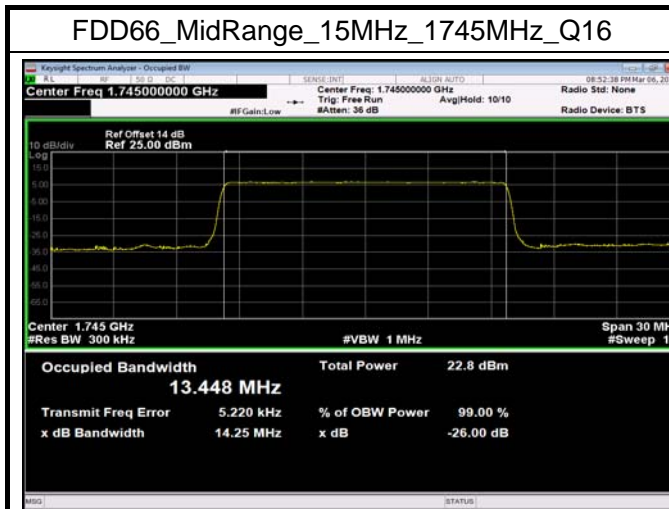 FDD66_MidRange_15MHz_1745MHz_Q16
Keysight Spectrum Analyzer - Occupied BW
RL RF 50 Ω DC SENSE:INT ALIGN AUTO 08:52:38 PM Mar 06, 20
Center Freq 1.745000000 GHz
Center Freq: 1.745000000 GHz
Radio Std: None
Trig: Free Run Avg|Hold: 10/10
#IFGain:Low #Atten: 36 dB Radio Device: BTS
Ref Offset 14 dB
10 dB/div Ref 25.00 dBm
Log
15.0
5.00
-5.00
-15.0
-25.0
-35.0
-45.0
-55.0
-65.0
Center 1.745 GHz Span 30 MH
#Res BW 300 kHz #VBW 1 MHz #Sweep 1
Occupied Bandwidth Total Power 22.8 dBm
13.448 MHz
Transmit Freq Error 5.220 kHz % of OBW Power 99.00 %
x dB Bandwidth 14.25 MHz x dB -26.00 dB
MSG STATUS